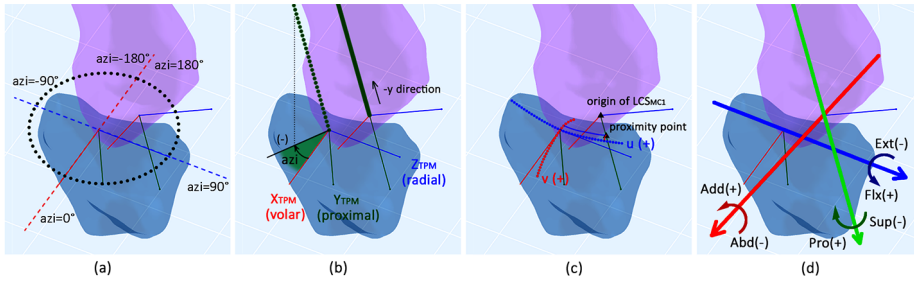 azi=-180°
azi=180°
azi=-90°
azi=90°
azi=0°
(a)
-y direction
(-)
azi
ZTPM
(radial)
XTPM
(volar)
YTPM
(proximal)
(b)
origin of LCSMC1
proximity point
u (+)
v (+)
(c)
Ext(-)
Flx(+)
Add(+)
Sup(-)
Abd(-)
Pro(+)
(d)